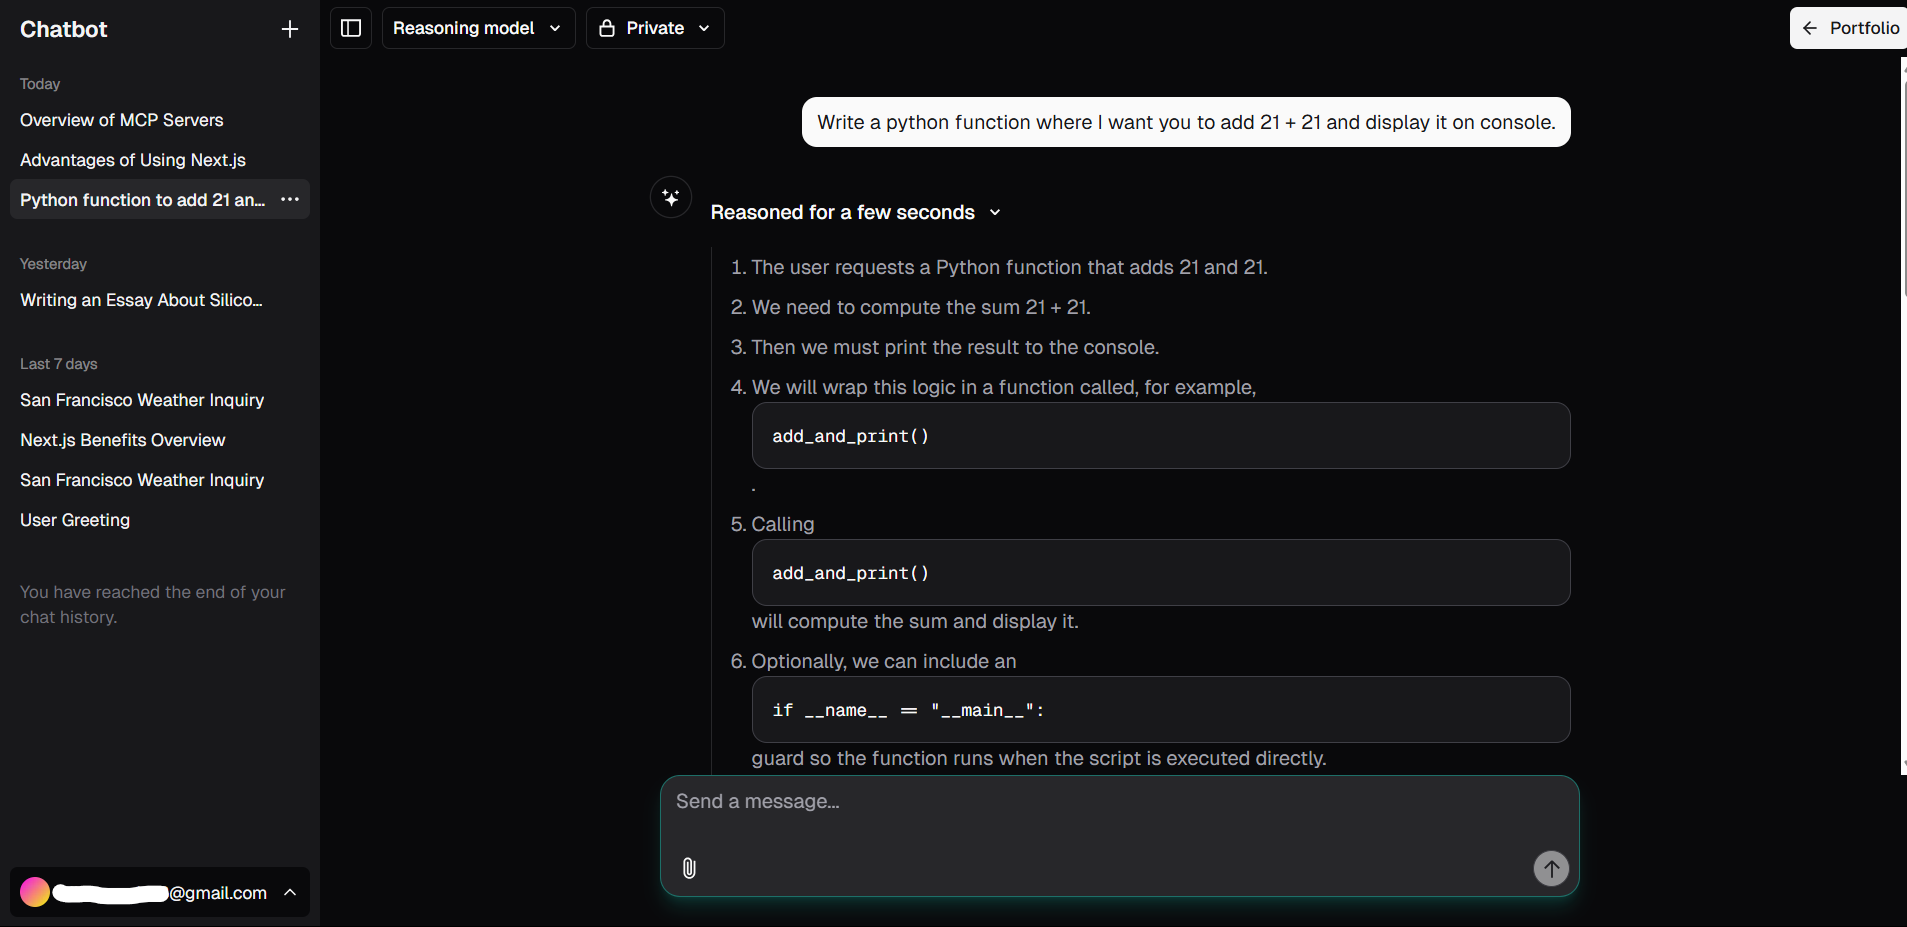 Chatbot
Today
Overview of MCP Servers
Advantages of Using Next.js
Python function to add 21 an...
Yesterday
Writing an Essay About Silico...
Last 7 days
San Francisco Weather Inquiry
Next.js Benefits Overview
San Francisco Weather Inquiry
User Greeting
You have reached the end of your
chat history.
@gmail.com
Reasoning model
Private
Portfolio
Write a python function where I want you to add 21 + 21 and display it on console.
Reasoned for a few seconds
1. The user requests a Python function that adds 21 and 21.
2. We need to compute the sum 21 + 21.
3. Then we must print the result to the console.
4. We will wrap this logic in a function called, for example,
add_and_print()
.
5. Calling
add_and_print()
will compute the sum and display it.
6. Optionally, we can include an
if __name__ == "__main__":
guard so the function runs when the script is executed directly.
Send a message...